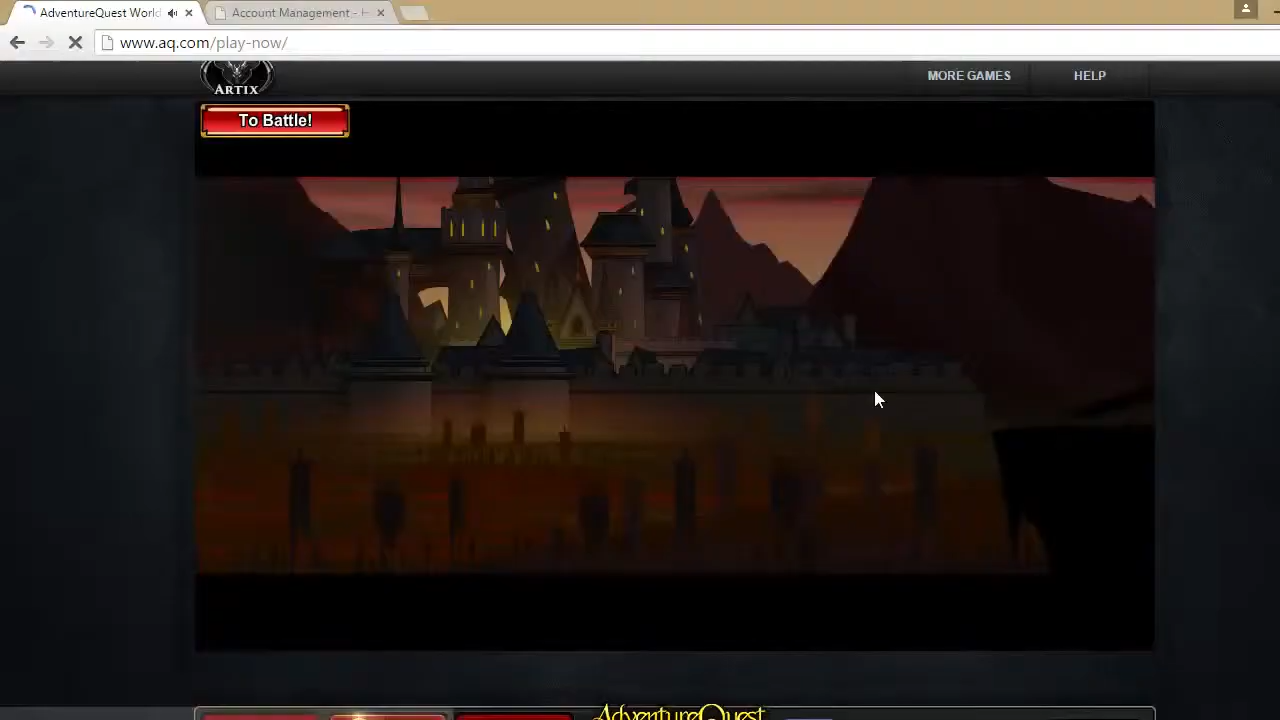 AdventureQuest World
Account Management -
www.aq.com/play-now/
ARTIX
MORE GAMES
HELP
To Battle!
AdventureQuest